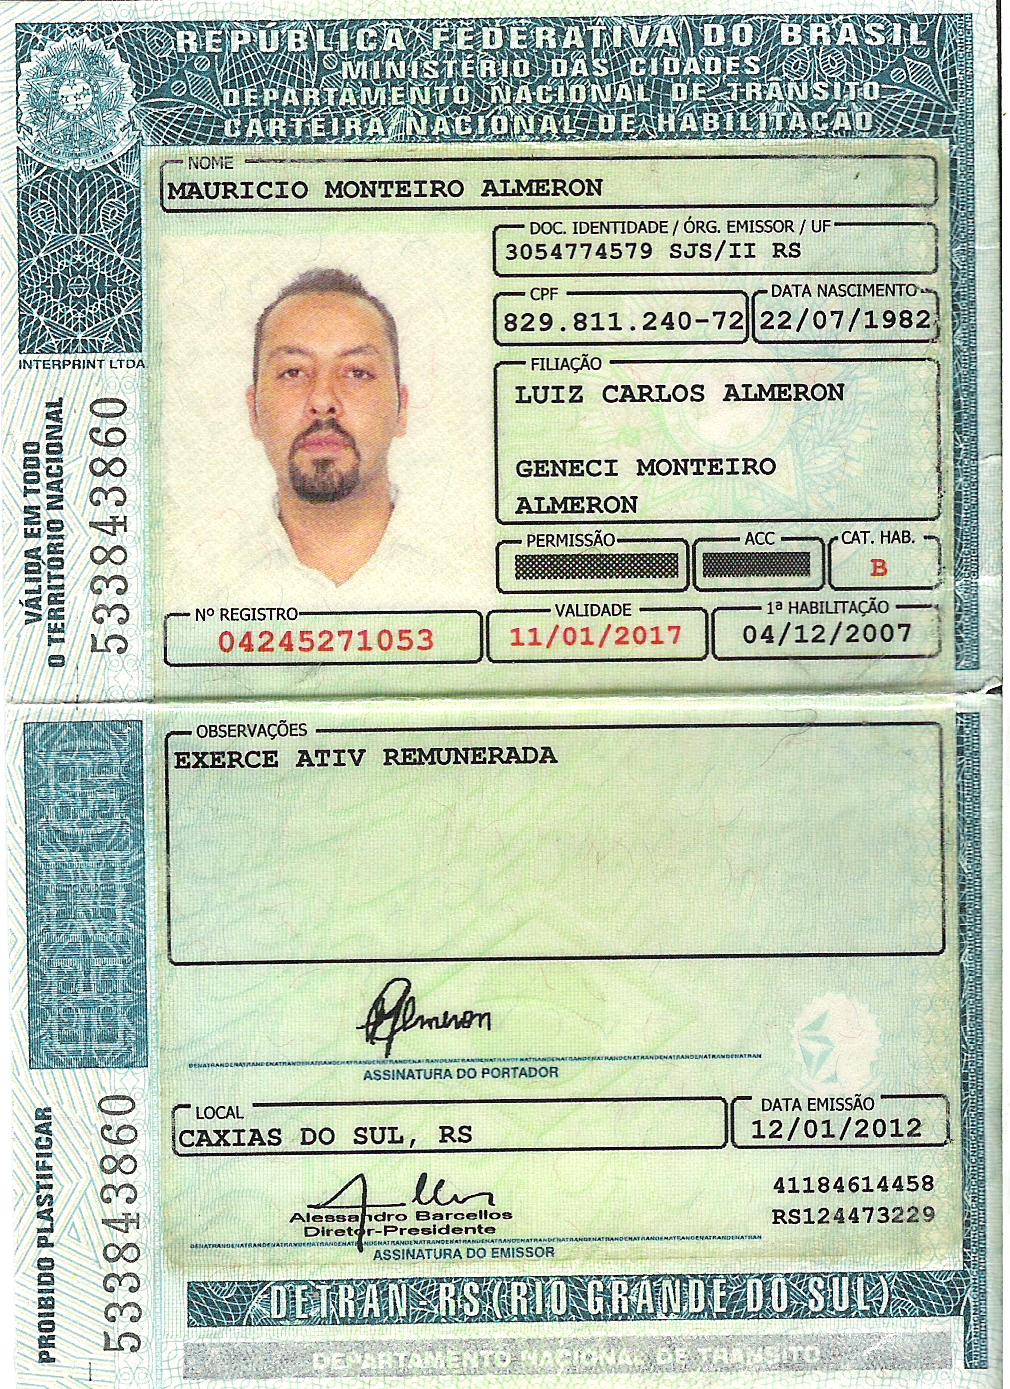 REPÚBLICA FEDERATIVA DO BRASIL
MINISTÉRIO DAS CIDADES
DEPARTAMENTO NACIONAL DE TRÂNSITO
CARTEIRA NACIONAL DE HABILITAÇÃO
NOME
MAURICIO MONTEIRO ALMERON
DOC. IDENTIDADE / ÓRG. EMISSOR / UF
3054774579 SJS/II RS
CPF
829.811.240-72
DATA NASCIMENTO
22/07/1982
FILIAÇÃO
LUIZ CARLOS ALMERON
GENECI MONTEIRO
ALMERON
PERMISSÃO
ACC
CAT. HAB.
B
Nº REGISTRO
04245271053
VALIDADE
11/01/2017
1ª HABILITAÇÃO
04/12/2007
INTERPRINT LTDA
VÁLIDA EM TODO
O TERRITÓRIO NACIONAL
533843860
OBSERVAÇÕES
EXERCE ATIV REMUNERADA
Almeron
ASSINATURA DO PORTADOR
LOCAL
CAXIAS DO SUL, RS
DATA EMISSÃO
12/01/2012
41184614458
RS124473229
Alessandro Barcellos
Diretor-Presidente
ASSINATURA DO EMISSOR
PROIBIDO PLASTIFICAR
533843860
DETRAN - RS (RIO GRANDE DO SUL)
DEPARTAMENTO NACIONAL DE TRÂNSITO